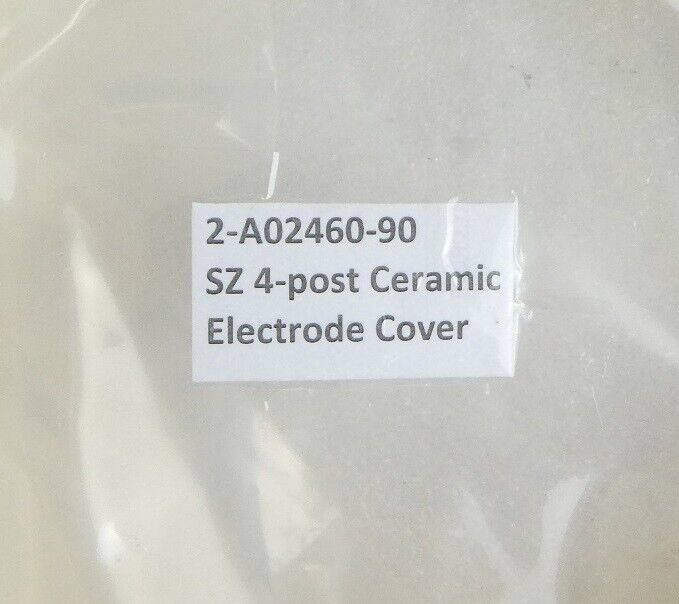 2-A02460-90
SZ 4-post Ceramic
Electrode Cover